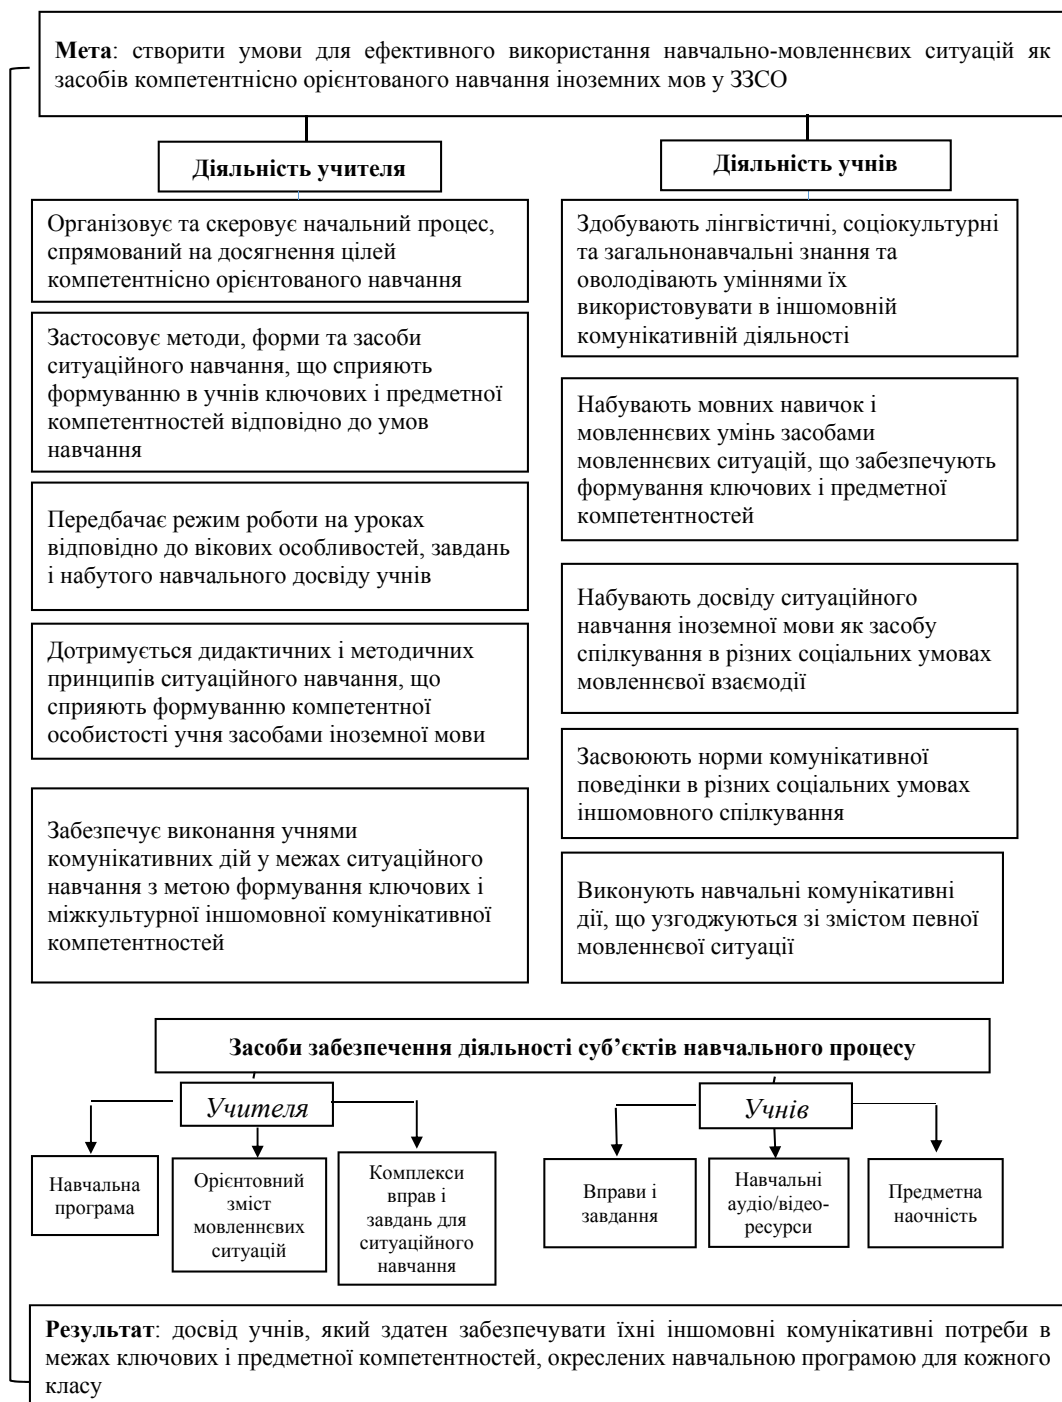 Мета: створити умови для ефективного використання навчально-мовленнєвих ситуацій як
засобів компетентнісно орієнтованого навчання іноземних мов у ЗЗСО
Діяльність учителя
Організовує та скеровує начальний процес,
спрямований на досягнення цілей
компетентнісно орієнтованого навчання
Застосовує методи, форми та засоби
ситуаційного навчання, що сприяють
формуванню в учнів ключових і предметної
компетентностей відповідно до умов
навчання
Передбачає режим роботи на уроках
відповідно до вікових особливостей, завдань
і набутого навчального досвіду учнів
Дотримується дидактичних і методичних
принципів ситуаційного навчання, що
сприяють формуванню компетентної
особистості учня засобами іноземної мови
Забезпечує виконання учнями
комунікативних дій у межах ситуаційного
навчання з метою формування ключових і
міжкультурної іншомовної комунікативної
компетентностей
Діяльність учнів
Здобувають лінгвістичні, соціокультурні
та загальнонавчальні знання та
оволодівають уміннями їх
використовувати в іншомовній
комунікативній діяльності
Набувають мовних навичок і
мовленнєвих умінь засобами
мовленнєвих ситуацій, що забезпечують
формування ключових і предметної
компетентностей
Набувають досвіду ситуаційного
навчання іноземної мови як засобу
спілкування в різних соціальних умовах
мовленнєвої взаємодії
Засвоюють норми комунікативної
поведінки в різних соціальних умовах
іншомовного спілкування
Виконують навчальні комунікативні
дії, що узгоджуються зі змістом певної
мовленнєвої ситуації
Засоби забезпечення діяльності суб’єктів навчального процесу
Учителя
Навчальна
програма
Орієнтовний
зміст
мовленнєвих
ситуацій
Комплекси
вправ і
завдань для
ситуаційного
навчання
Учнів
Вправи і
завдання
Навчальні
аудіо/відео-
ресурси
Предметна
наочність
Результат: досвід учнів, який здатен забезпечувати їхні іншомовні комунікативні потреби в
межах ключових і предметної компетентностей, окреслених навчальною програмою для кожного
класу